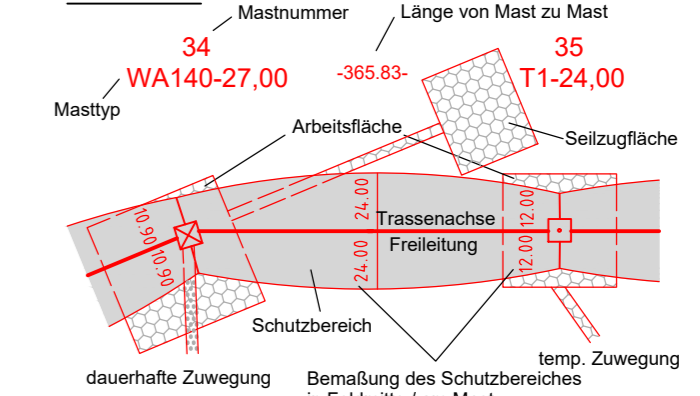 Mastnummer
Länge von Mast zu Mast
34
WA140-27,00
-365.83-
35
T1-24,00
Masttyp
Arbeitsfläche
Seilzugfläche
10.90
10.90
24.00
24.00
Trassenachse
Freileitung
12.00
12.00
Schutzbereich
dauerhafte Zuwegung
temp. Zuwegung
Bemaßung des Schutzbereiches